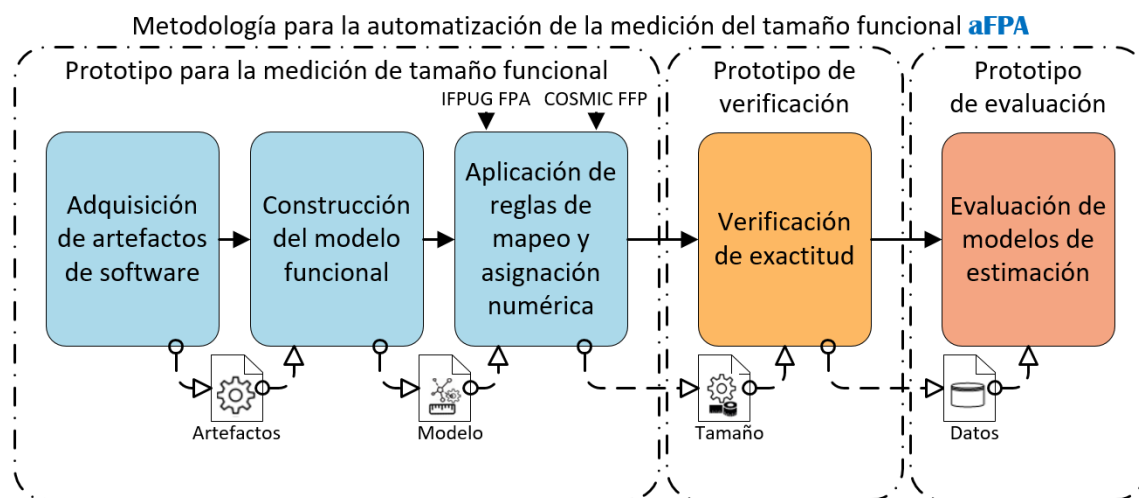 Metodología para la automatización de la medición del tamaño funcional aFPA
Prototipo para la medición de tamaño funcional
IFPUG FPA
COSMIC FFP
Adquisición
de artefactos
de software
Construcción
del modelo
funcional
Aplicación de
reglas de
mapeo y
asignación
numérica
Artefactos
Modelo
Prototipo de
verificación
Verificación
de exactitud
Tamaño
Prototipo
de evaluación
Evaluación de
modelos de
estimación
Datos